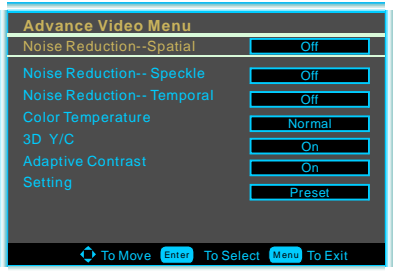 Advance Video Menu
Noise Reduction--Spatial Off
Noise Reduction-- Speckle Off
Noise Reduction-- Temporal Off
Color Temperature Normal
3D Y/C On
Adaptive Contrast On
Setting Preset
To Move Enter To Select Menu To Exit